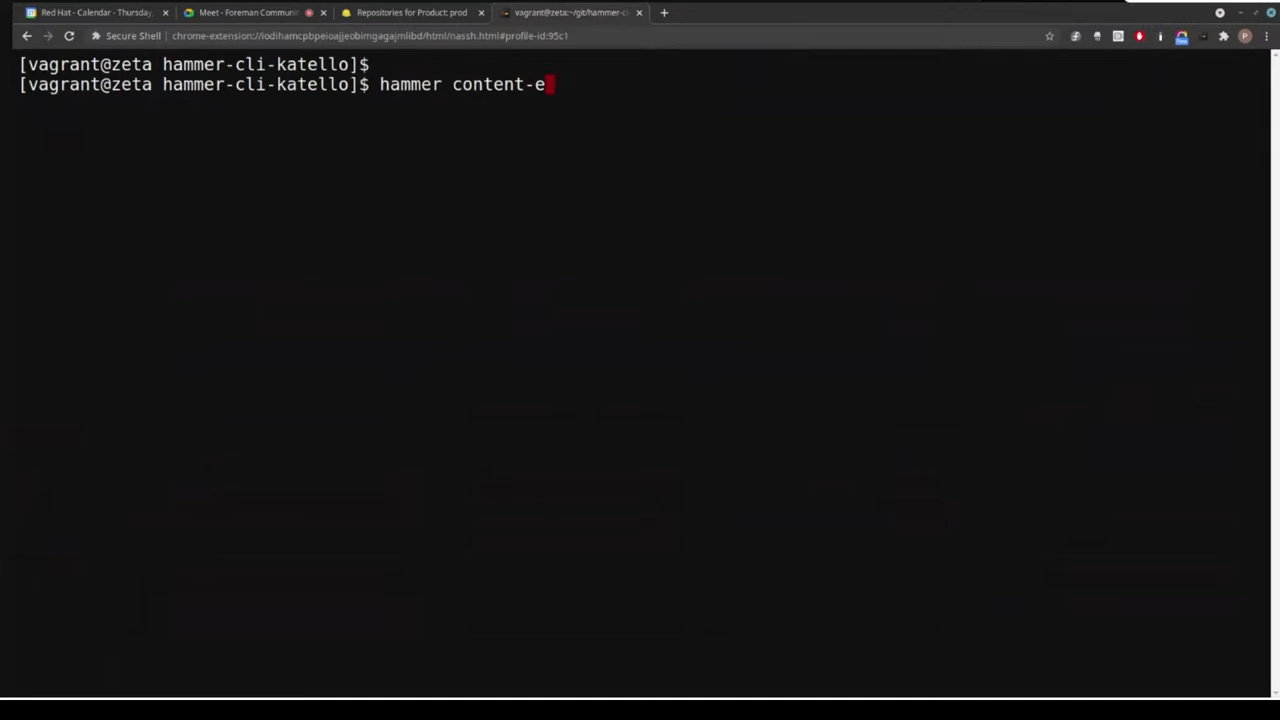 Red Hat - Calendar - Thursday,
Meet - Foreman Communi
Repositories for Product: prod
vagrant@zeta:~/git/hammer-c
Secure Shell
chrome-extension://iodihamcpbpeioajjeobimgagajmlibd/html/nassh.html#profile-id:95c1
New
P
[vagrant@zeta hammer-cli-katello]$
[vagrant@zeta hammer-cli-katello]$ hammer content-e